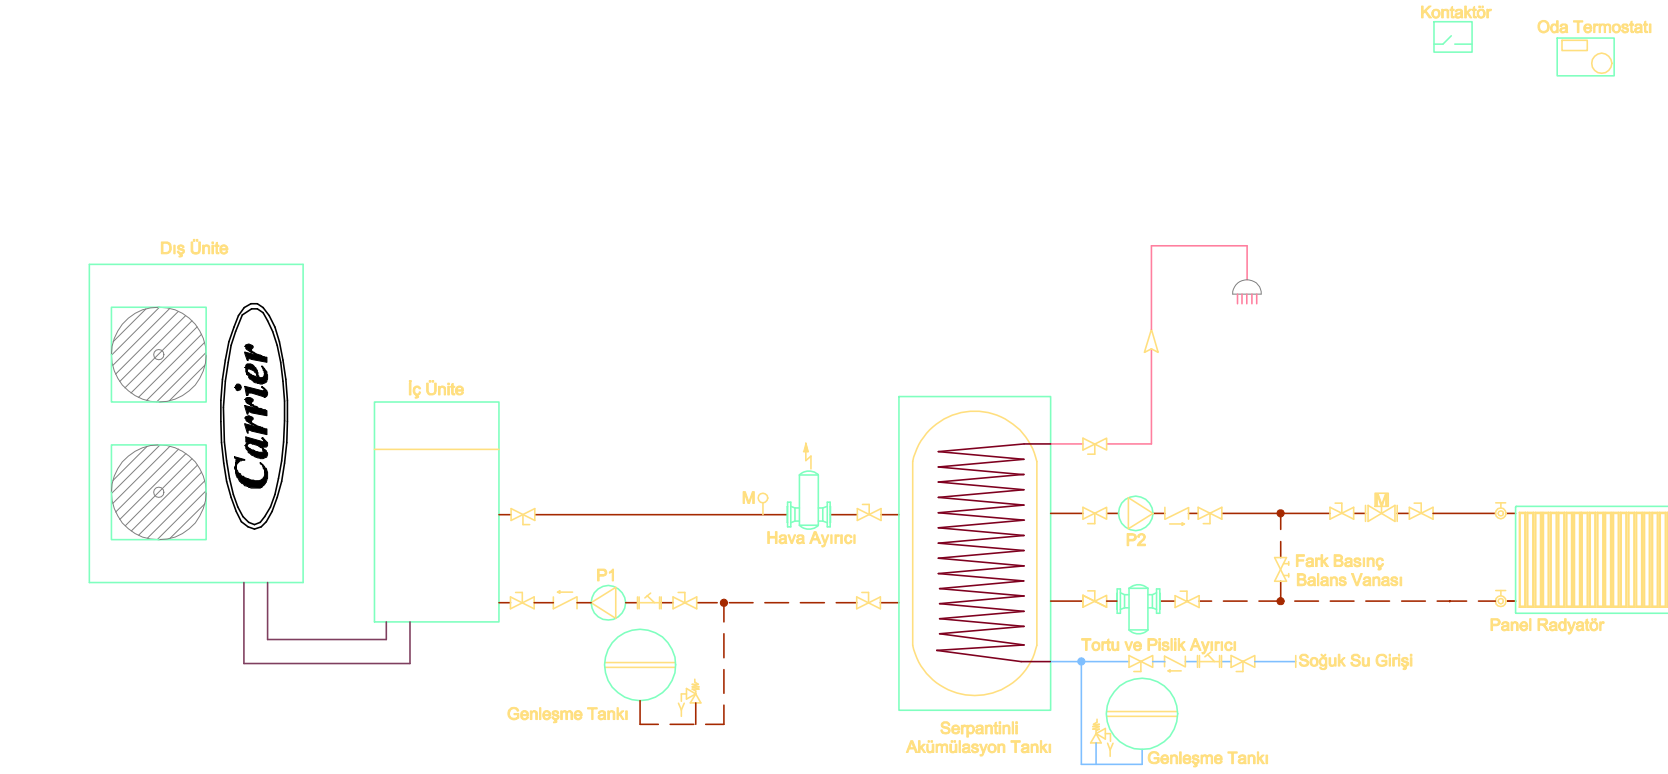 Kontaktör
Oda Termostatı
Dış Ünite
Carrier
İç Ünite
M
Hava Ayırıcı
M
P2
Fark Basınç
Balans Vanası
P1
Panel Radyatör
Tortu ve Pislik Ayırıcı
Soğuk Su Girişi
Genleşme Tankı
Serpantinli
Akümülasyon Tankı
Genleşme Tankı